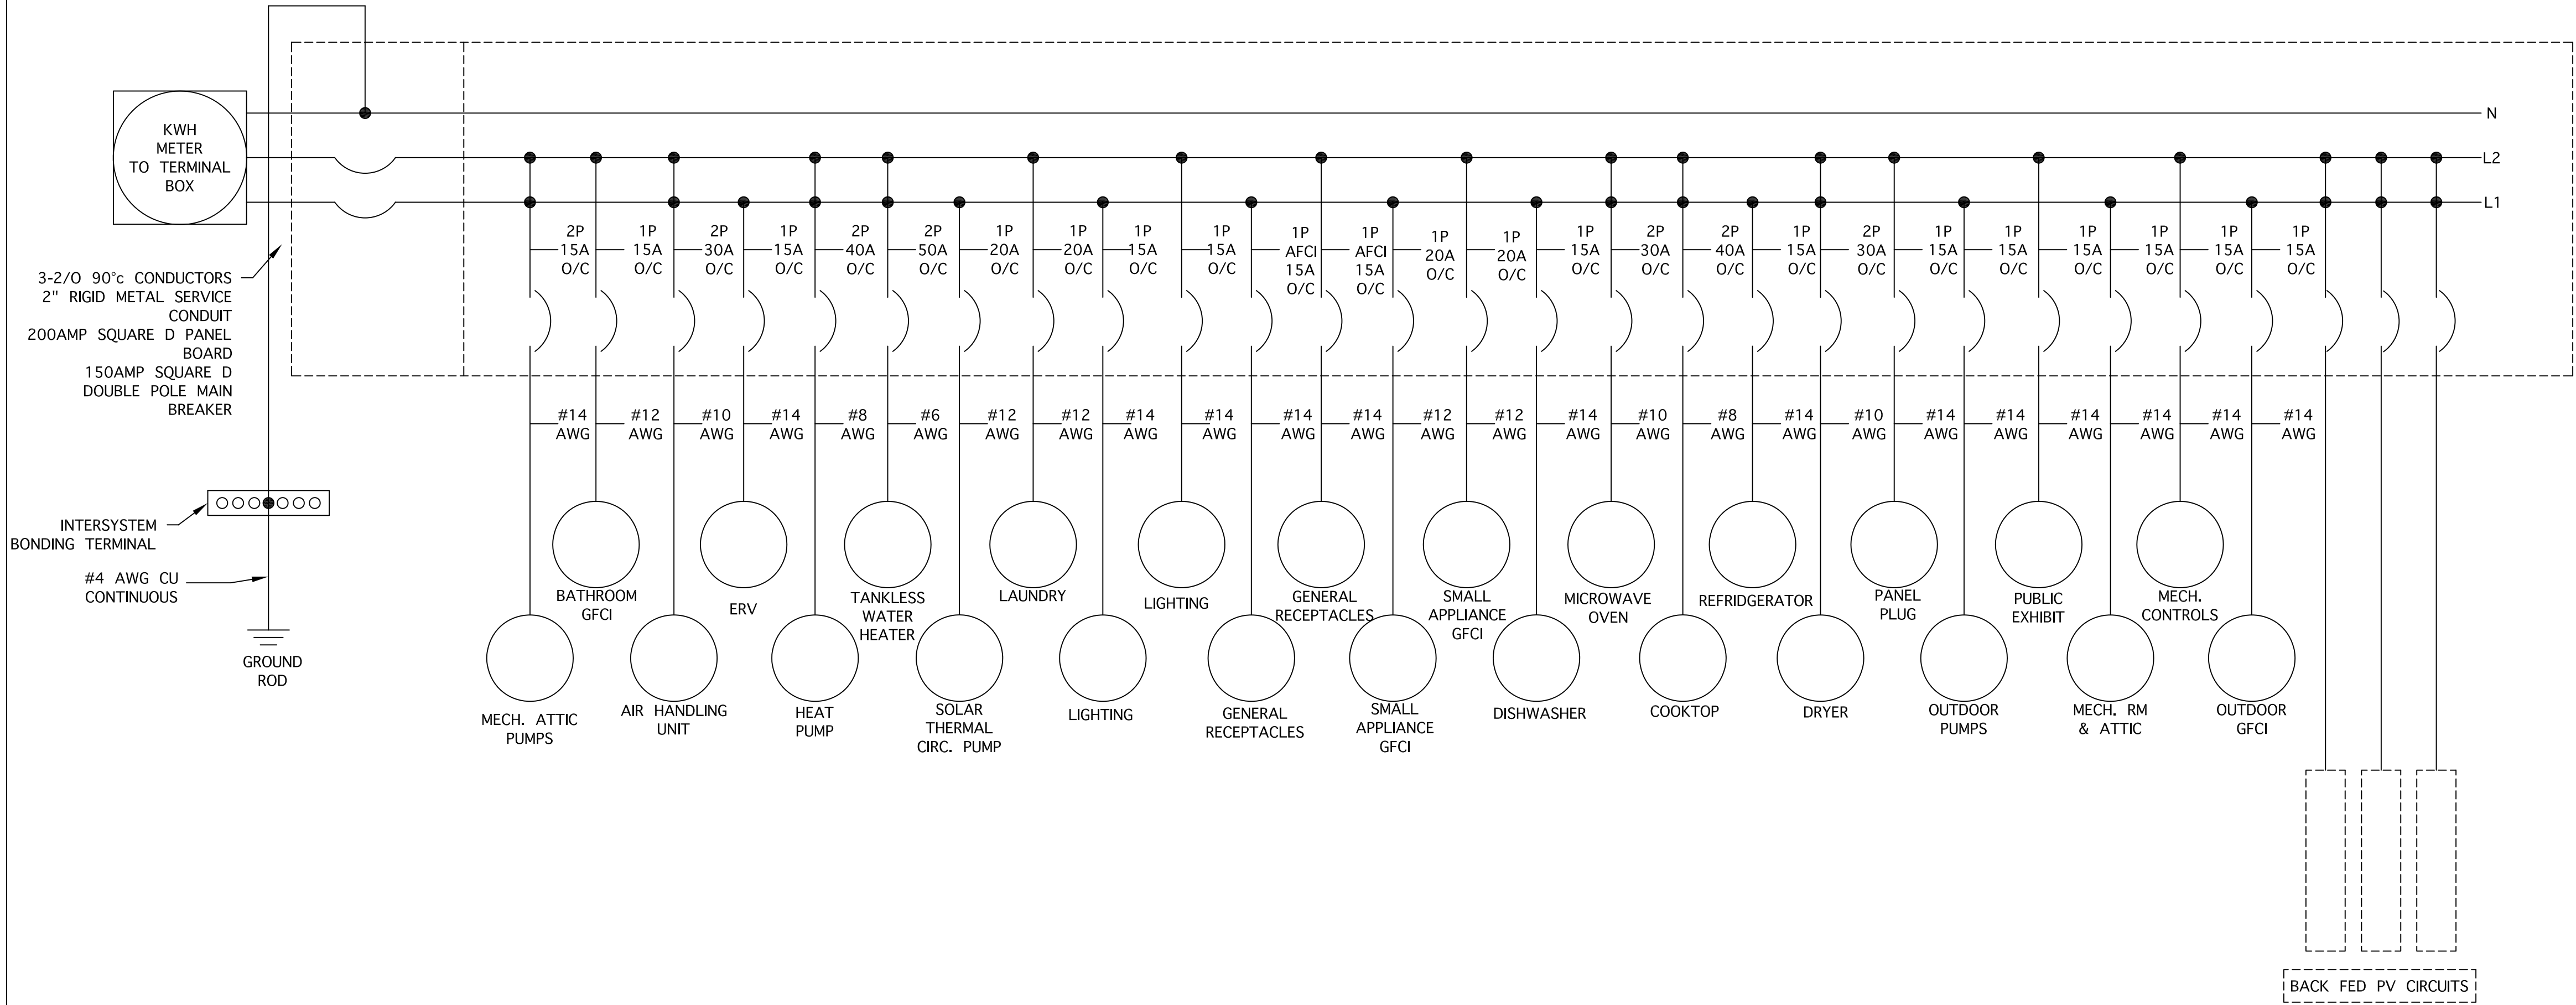 KWH
METER
TO TERMINAL
BOX
N
L2
L1
3-2/O 90°c CONDUCTORS
2" RIGID METAL SERVICE
CONDUIT
200AMP SQUARE D PANEL
BOARD
150AMP SQUARE D
DOUBLE POLE MAIN
BREAKER
2P
15A
O/C
1P
15A
O/C
2P
30A
O/C
1P
15A
O/C
2P
40A
O/C
2P
50A
O/C
1P
20A
O/C
1P
20A
O/C
1P
15A
O/C
1P
15A
O/C
1P
AFCI
15A
O/C
1P
AFCI
15A
O/C
1P
20A
O/C
1P
20A
O/C
1P
15A
O/C
2P
30A
O/C
2P
40A
O/C
1P
15A
O/C
2P
30A
O/C
1P
15A
O/C
1P
15A
O/C
1P
15A
O/C
1P
15A
O/C
1P
15A
O/C
1P
15A
O/C
#14
AWG
#12
AWG
#10
AWG
#14
AWG
#8
AWG
#6
AWG
#12
AWG
#12
AWG
#14
AWG
#14
AWG
#14
AWG
#14
AWG
#12
AWG
#12
AWG
#14
AWG
#10
AWG
#8
AWG
#14
AWG
#10
AWG
#14
AWG
#14
AWG
#14
AWG
#14
AWG
#14
AWG
#14
AWG
INTERSYSTEM
BONDING TERMINAL
#4 AWG CU
CONTINUOUS
GROUND
ROD
BATHROOM
GFCI
ERV
TANKLESS
WATER
HEATER
LAUNDRY
LIGHTING
GENERAL
RECEPTACLES
SMALL
APPLIANCE
GFCI
MICROWAVE
OVEN
REFRIDGERATOR
PANEL
PLUG
PUBLIC
EXHIBIT
MECH.
CONTROLS
MECH. ATTIC
PUMPS
AIR HANDLING
UNIT
HEAT
PUMP
SOLAR
THERMAL
CIRC. PUMP
LIGHTING
GENERAL
RECEPTACLES
SMALL
APPLIANCE
GFCI
DISHWASHER
COOKTOP
DRYER
OUTDOOR
PUMPS
MECH. RM
& ATTIC
OUTDOOR
GFCI
BACK FED PV CIRCUITS